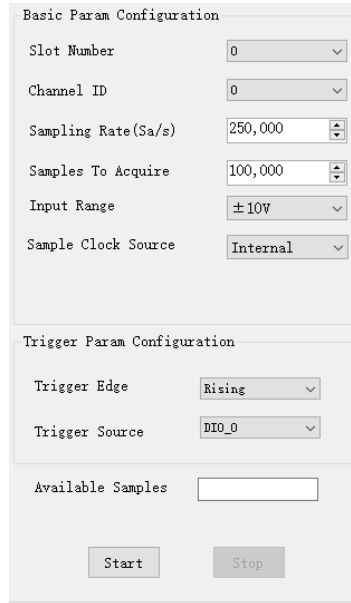 Basic Param Configuration
Slot Number 0
Channel ID 0
Sampling Rate(Sa/s) 250,000
Samples To Acquire 100,000
Input Range ±10V
Sample Clock Source Internal
Trigger Param Configuration
Trigger Edge Rising
Trigger Source DIO_0
Available Samples
Start Stop